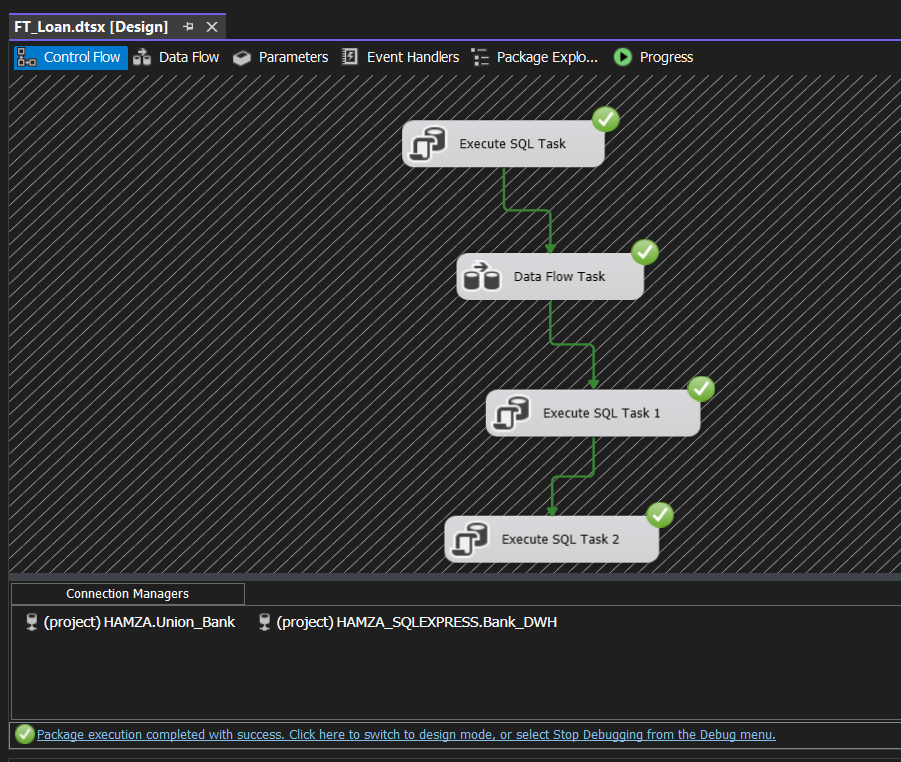 FT_Loan.dtsx [Design]
Control Flow Data Flow Parameters Event Handlers Package Explo... Progress
Execute SQL Task
Data Flow Task
Execute SQL Task 1
Execute SQL Task 2
Connection Managers
(project) HAMZA.Union_Bank (project) HAMZA_SQLEXPRESS.Bank_DWH
Package execution completed with success. Click here to switch to design mode, or select Stop Debugging from the Debug menu.